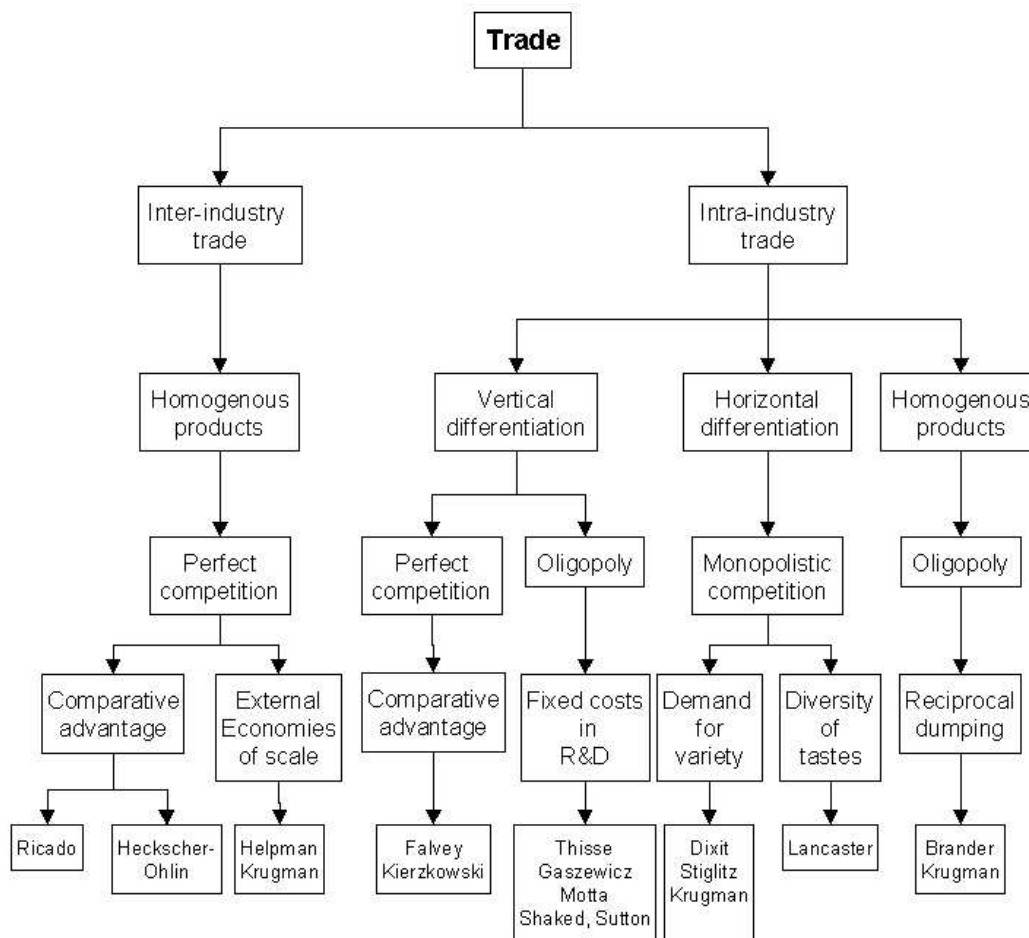 Trade
Inter-industry
trade
Intra-industry
trade
Homogenous
products
Vertical
differentiation
Horizontal
differentiation
Homogenous
products
Perfect
competition
Perfect
competition
Oligopoly
Monopolistic
competition
Oligopoly
Comparative
advantage
External
Economies
of scale
Comparative
advantage
Fixed costs
in
R&D
Demand
for
variety
Diversity
of
tastes
Reciprocal
dumping
Ricado
Heckscher-
Ohlin
Helpman
Krugman
Falvey
Kierzkowski
Thisse
Gaszewicz
Motta
Shaked, Sutton
Dixit
Stiglitz
Krugman
Lancaster
Brander
Krugman